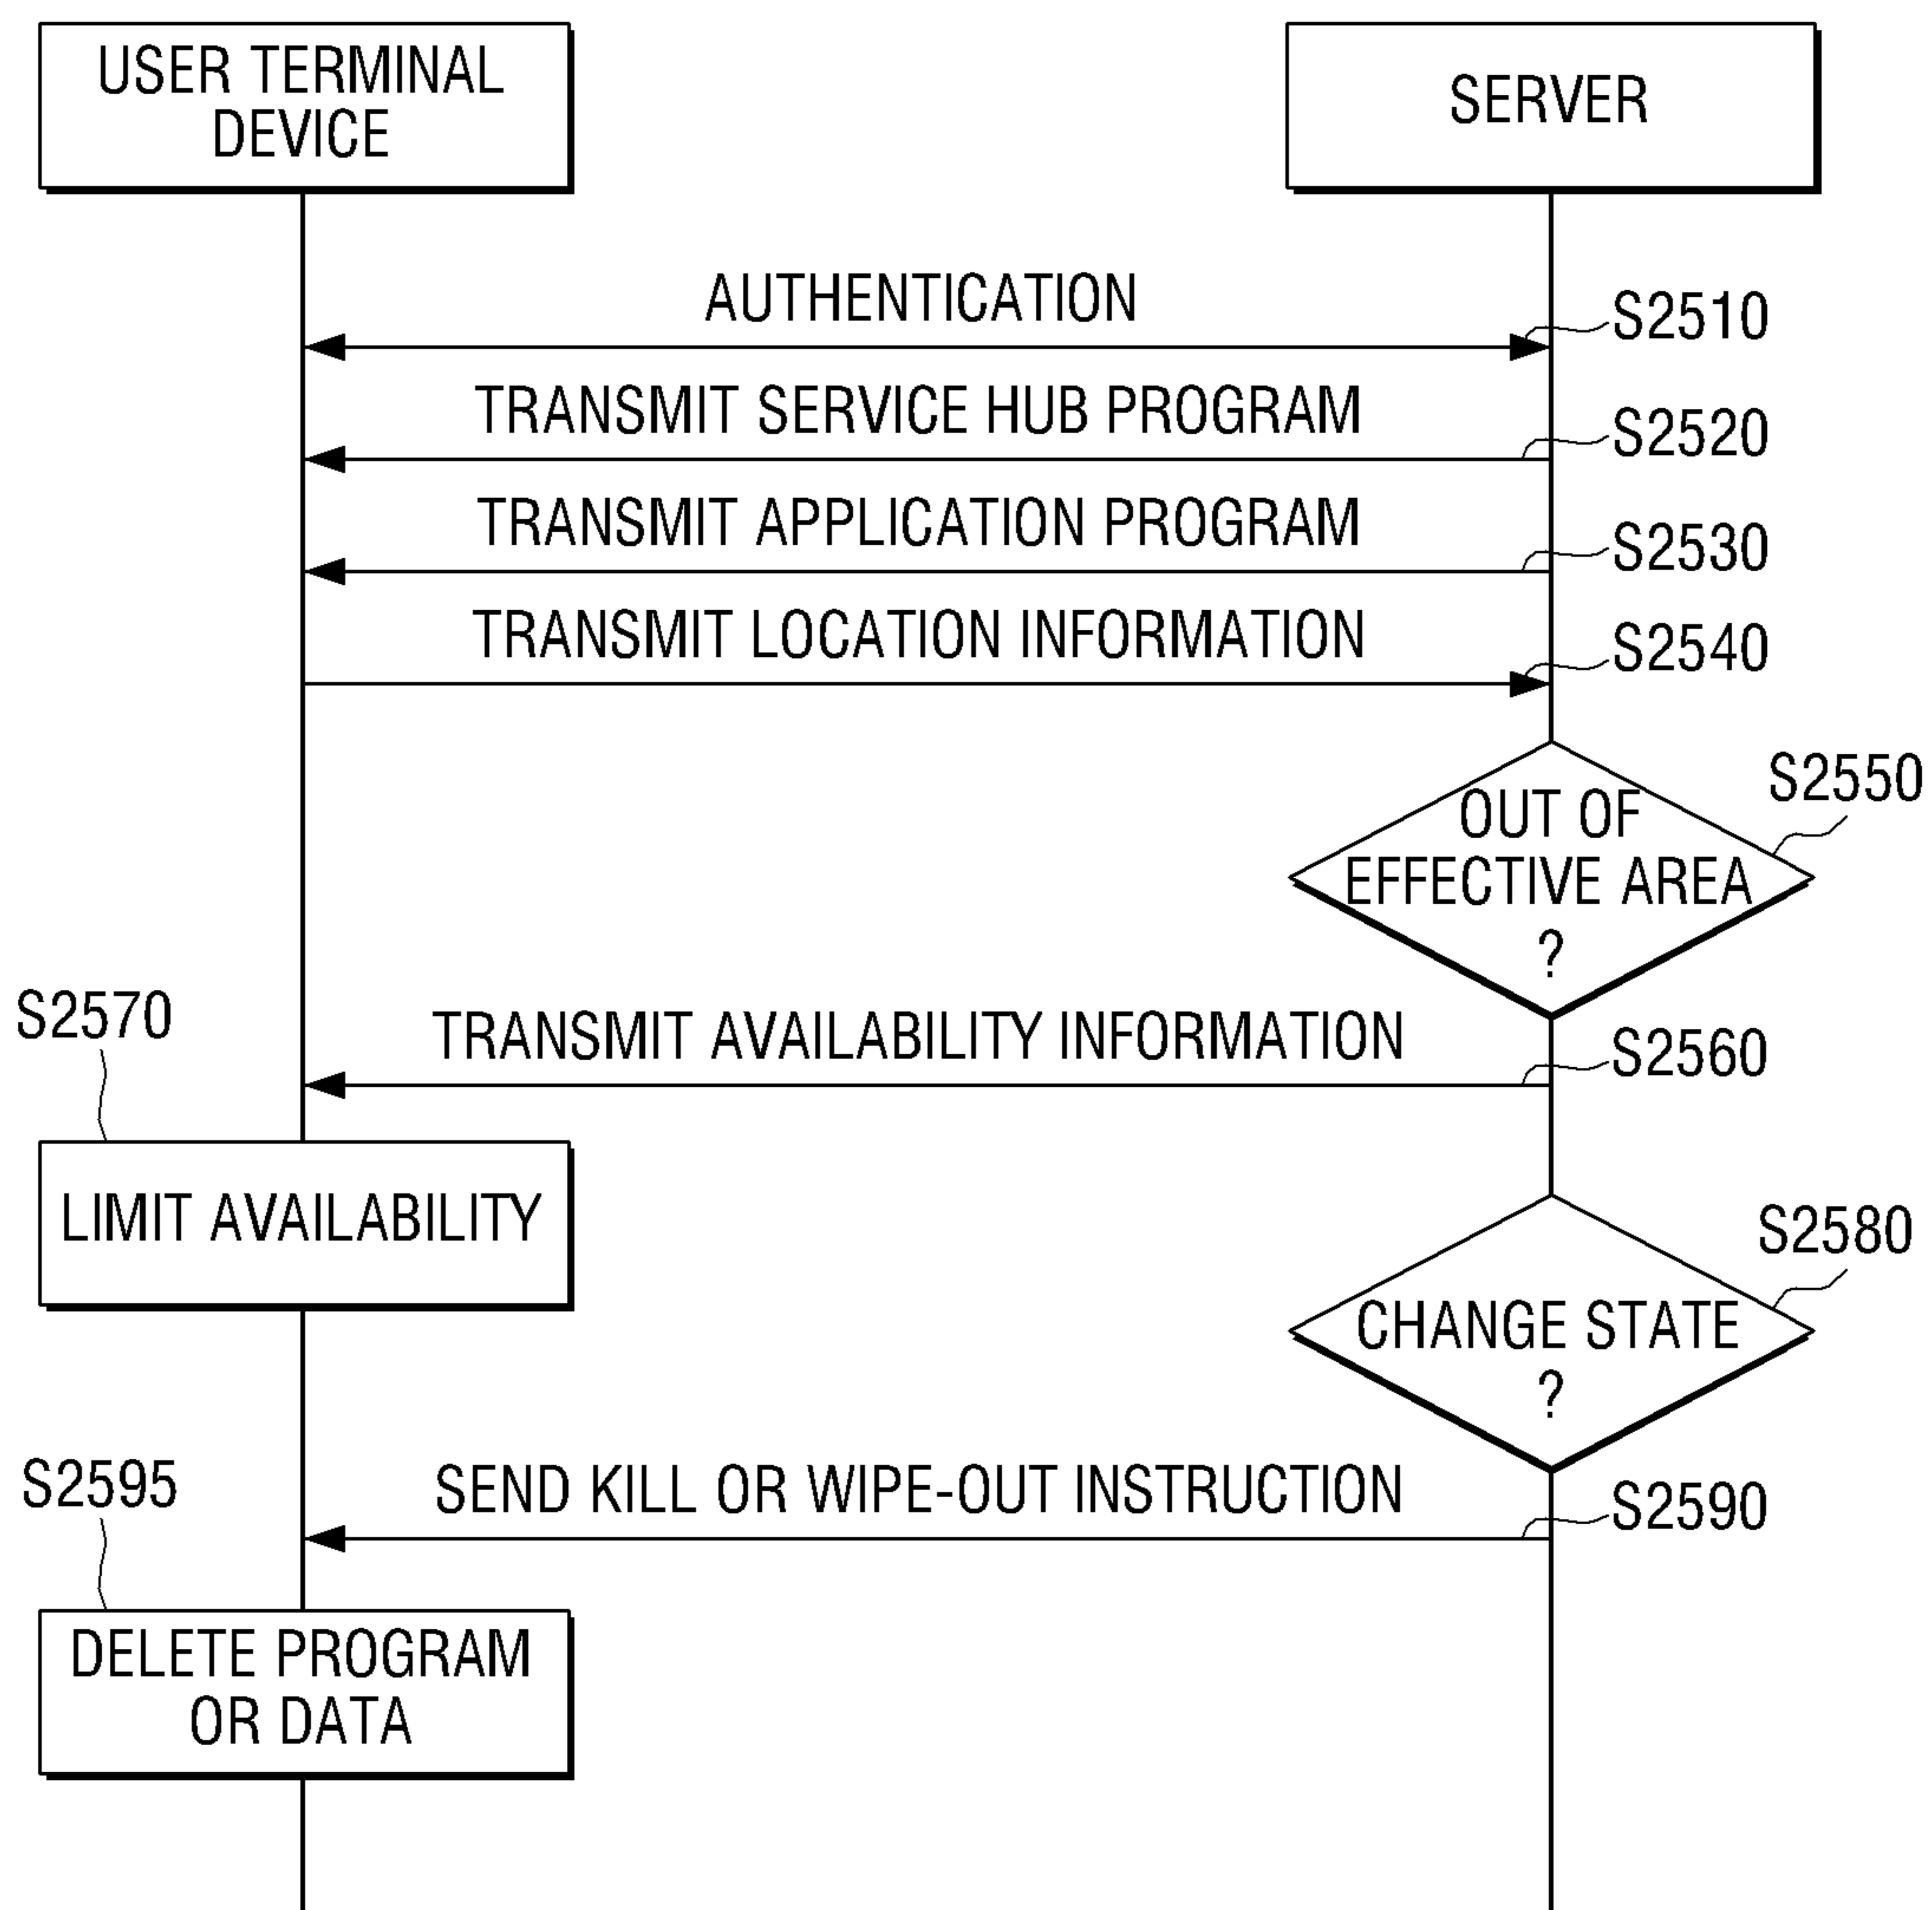 USER TERMINAL
DEVICE
SERVER
AUTHENTICATION
S2510
TRANSMIT SERVICE HUB PROGRAM
S2520
TRANSMIT APPLICATION PROGRAM
S2530
TRANSMIT LOCATION INFORMATION
S2540
S2550
OUT OF
EFFECTIVE AREA
?
S2570
TRANSMIT AVAILABILITY INFORMATION
S2560
LIMIT AVAILABILITY
S2580
CHANGE STATE
?
S2595
SEND KILL OR WIPE-OUT INSTRUCTION
S2590
DELETE PROGRAM
OR DATA